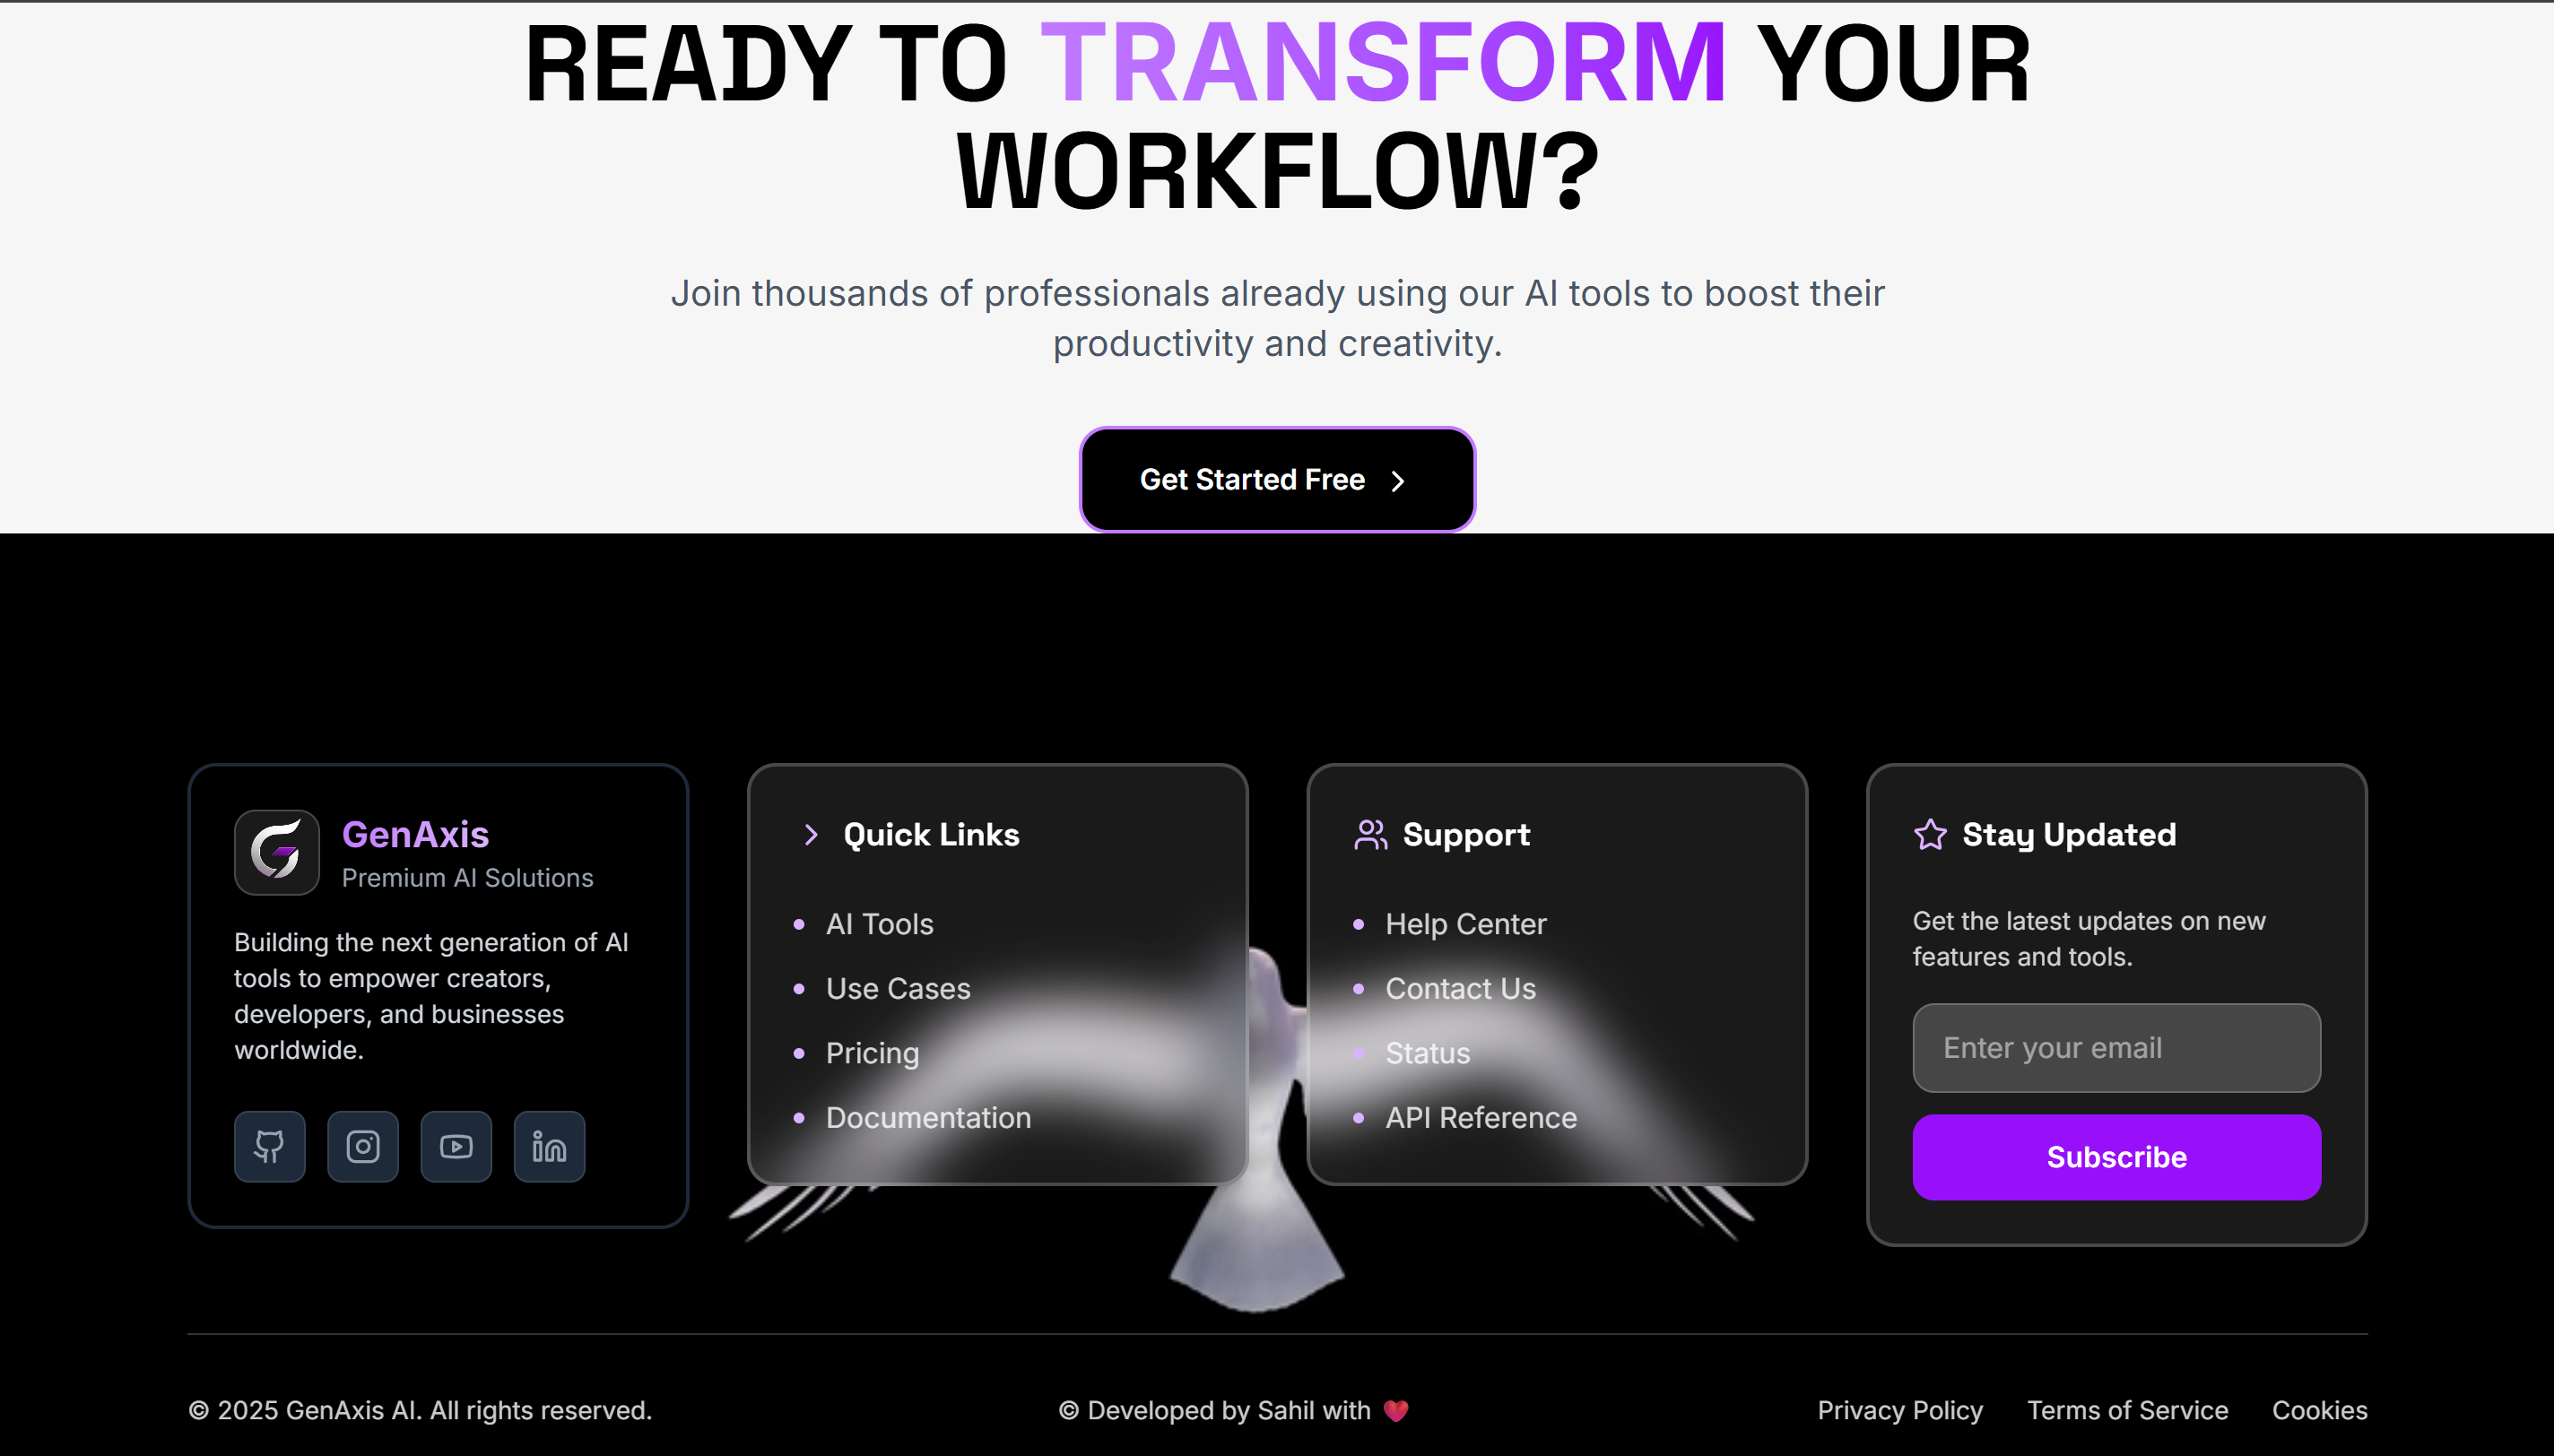 READY TO TRANSFORM YOUR
WORKFLOW?
Join thousands of professionals already using our AI tools to boost their
productivity and creativity.
Get Started Free
GenAxis
Premium AI Solutions
Building the next generation of AI
tools to empower creators,
developers, and businesses
worldwide.
Quick Links
AI Tools
Use Cases
Pricing
Documentation
Support
Help Center
Contact Us
Status
API Reference
Stay Updated
Get the latest updates on new
features and tools.
Enter your email
Subscribe
© 2025 GenAxis AI. All rights reserved.
© Developed by Sahil with ❤️
Privacy Policy
Terms of Service
Cookies